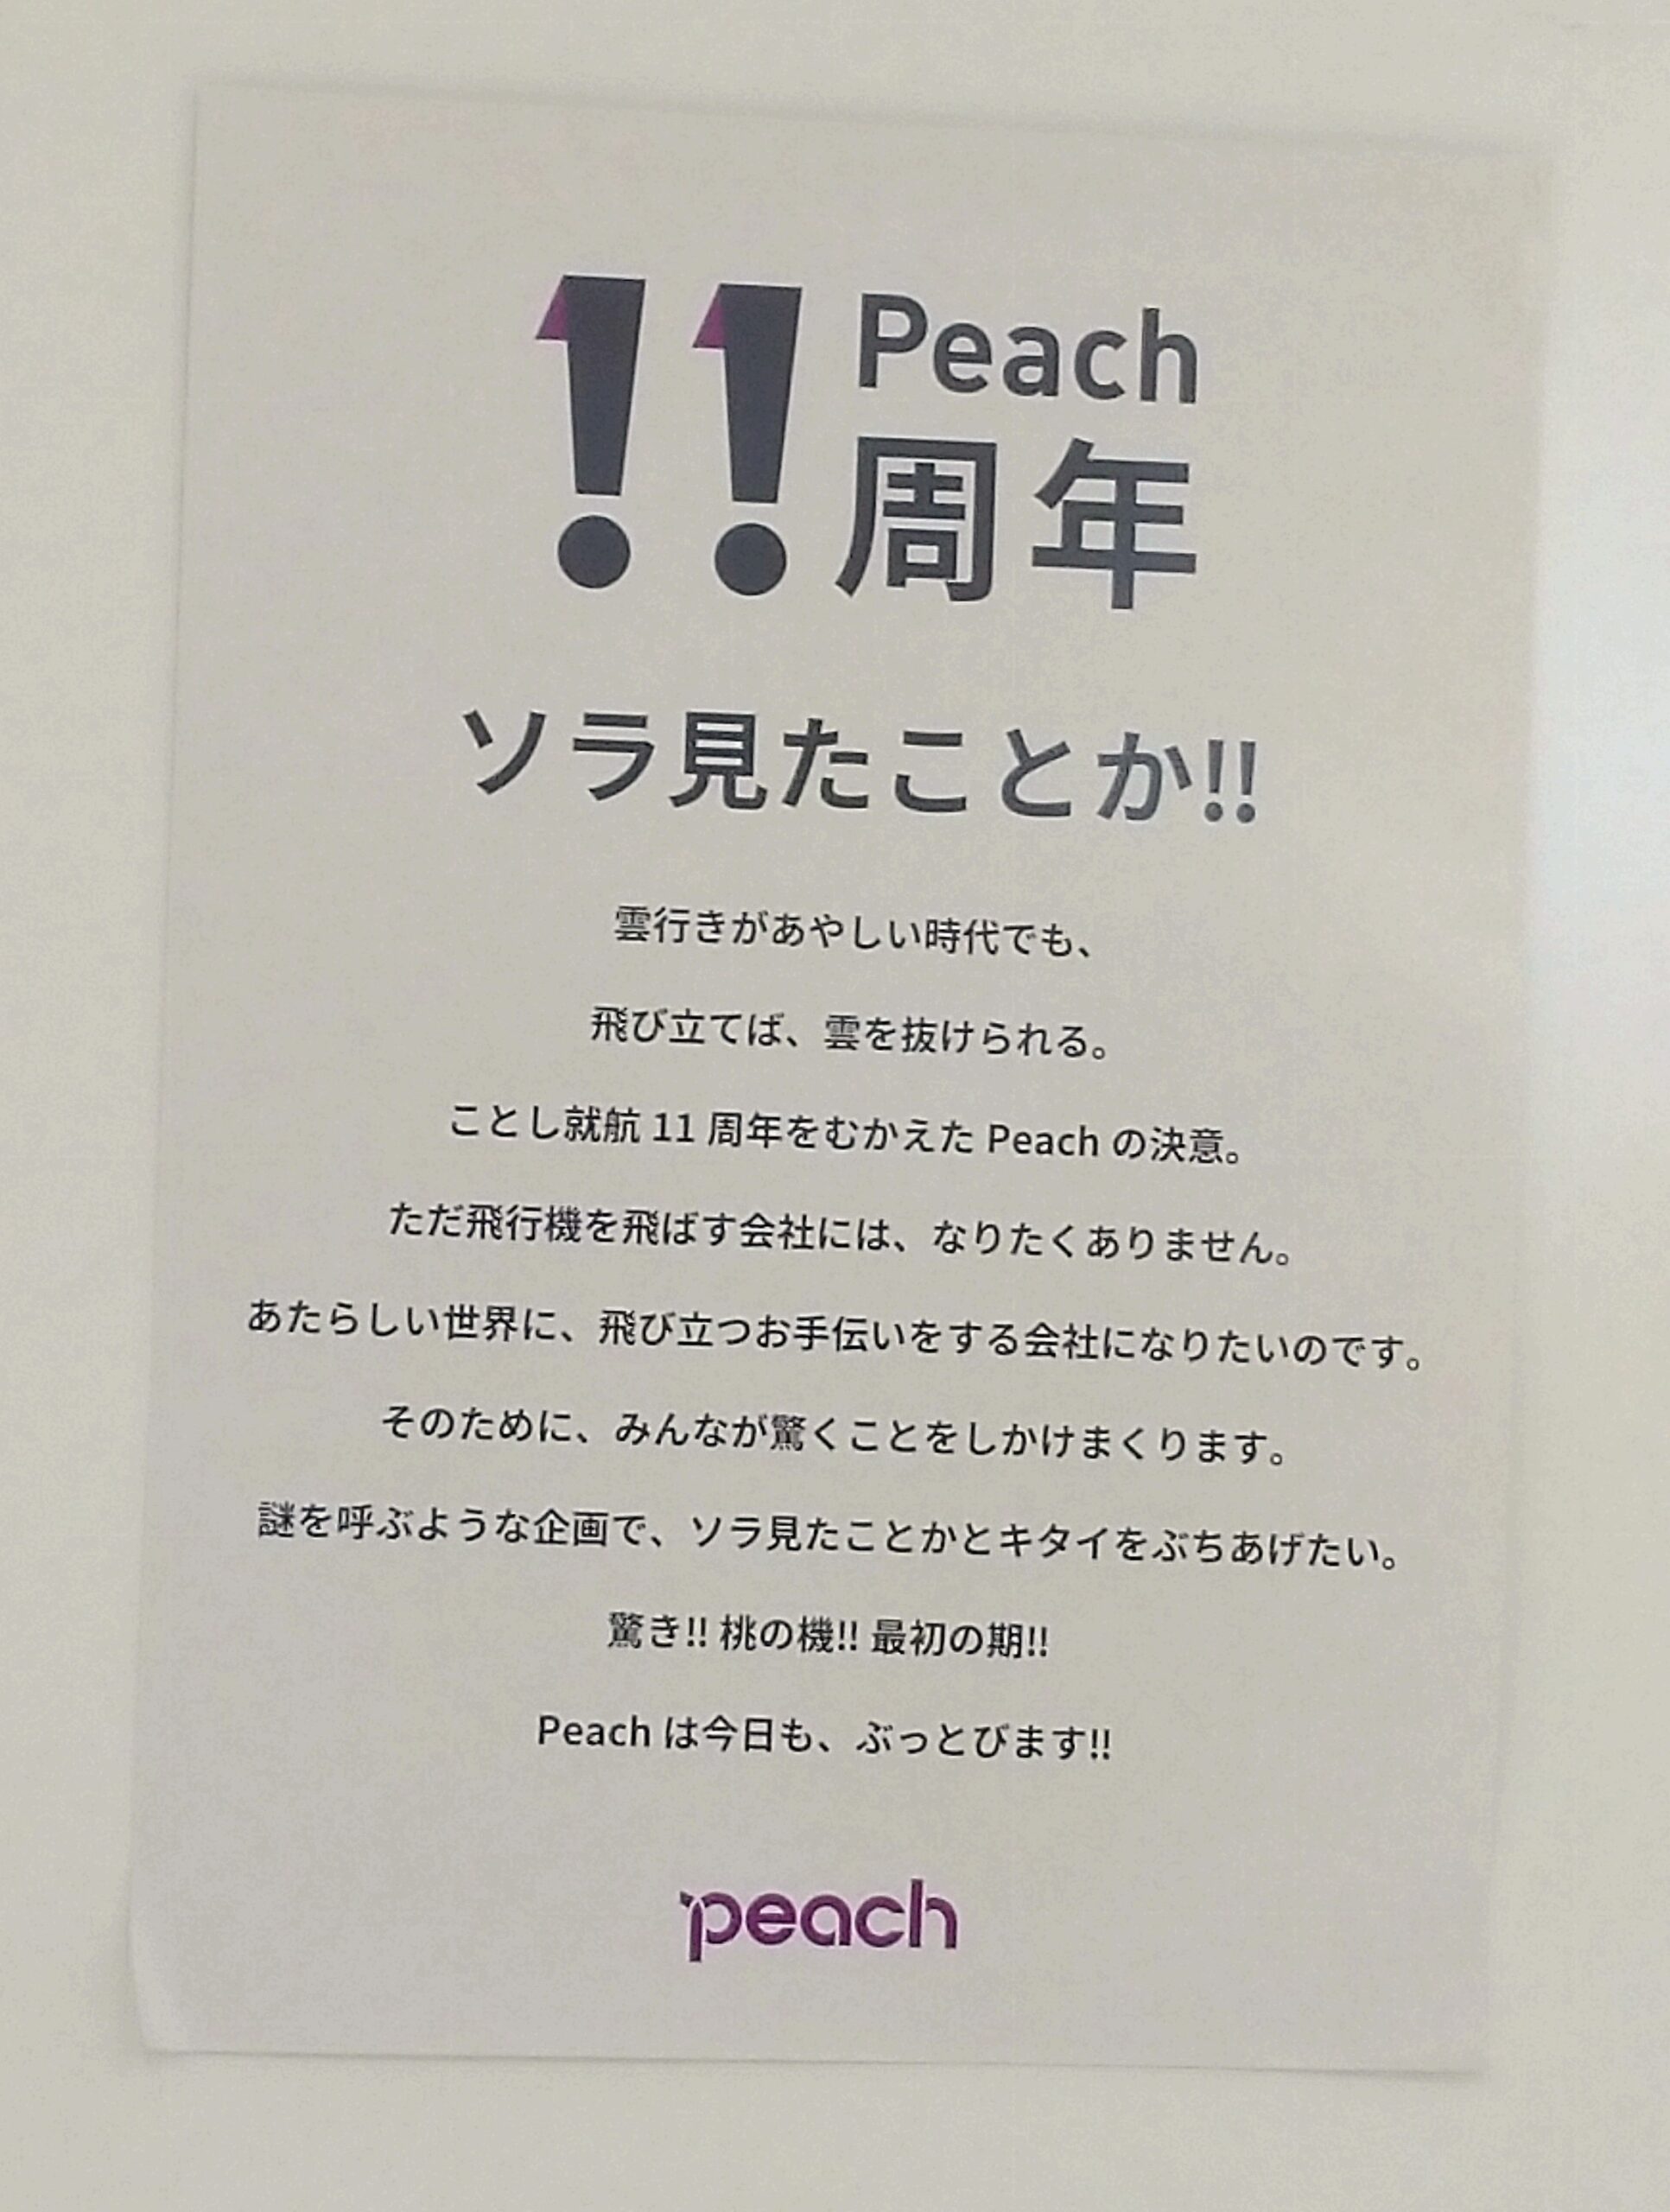 11 Peach
周年
ソラ見たことか!!
雲行きがあやしい時代でも、
飛び立てば、雲を抜けられる。
ことし就航 11 周年をむかえた Peach の決意。
ただ飛行機を飛ばす会社には、なりたくありません。
あたらしい世界に、飛び立つお手伝いをする会社になりたいのです。
そのために、みんなが驚くことをしかけまくります。
謎を呼ぶような企画で、ソラ見たことかとキタイをぶちあげたい。
驚き!! 桃の機!! 最初の期!!
Peach は今日も、ぶっとびます!!
peach